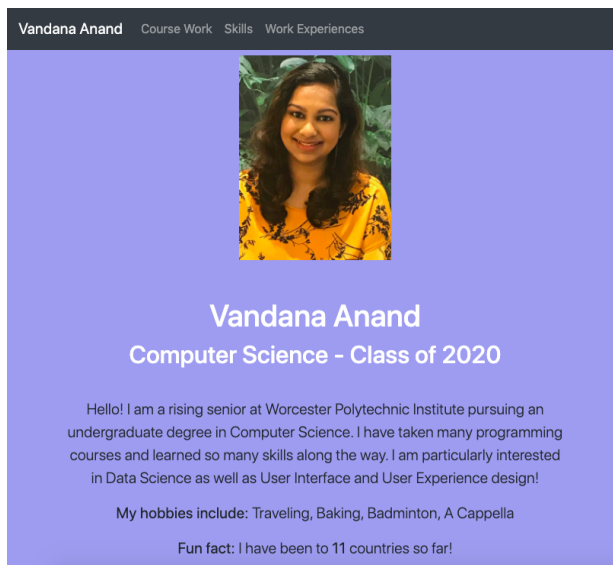 Vandana Anand Course Work Skills Work Experiences
Vandana Anand
Computer Science - Class of 2020
Hello! I am a rising senior at Worcester Polytechnic Institute pursuing an
undergraduate degree in Computer Science. I have taken many programming
courses and learned so many skills along the way. I am particularly interested
in Data Science as well as User Interface and User Experience design!
My hobbies include: Traveling, Baking, Badminton, A Cappella
Fun fact: I have been to 11 countries so far!